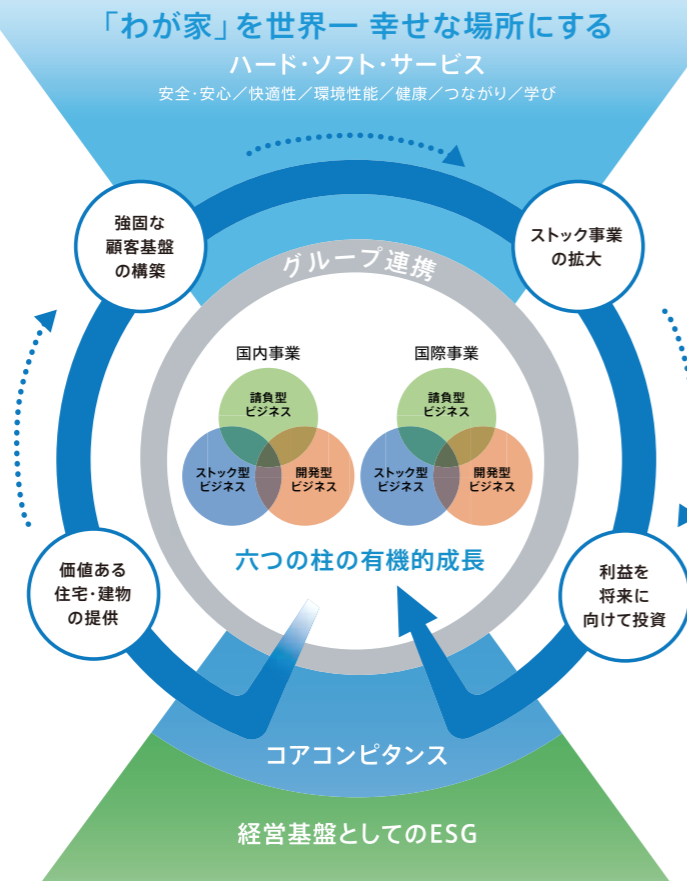 「わが家」を世界一 幸せな場所にする
ハード・ソフト・サービス
安全・安心／快適性／環境性能／健康／つながり／学び
強固な
顧客基盤
の構築
ストック事業
の拡大
グループ連携
国内事業
請負型
ビジネス
ストック型
ビジネス
開発型
ビジネス
国際事業
請負型
ビジネス
ストック型
ビジネス
開発型
ビジネス
六つの柱の有機的成長
価値ある
住宅・建物
の提供
利益を
将来に
向けて投資
コアコンピタンス
経営基盤としてのESG